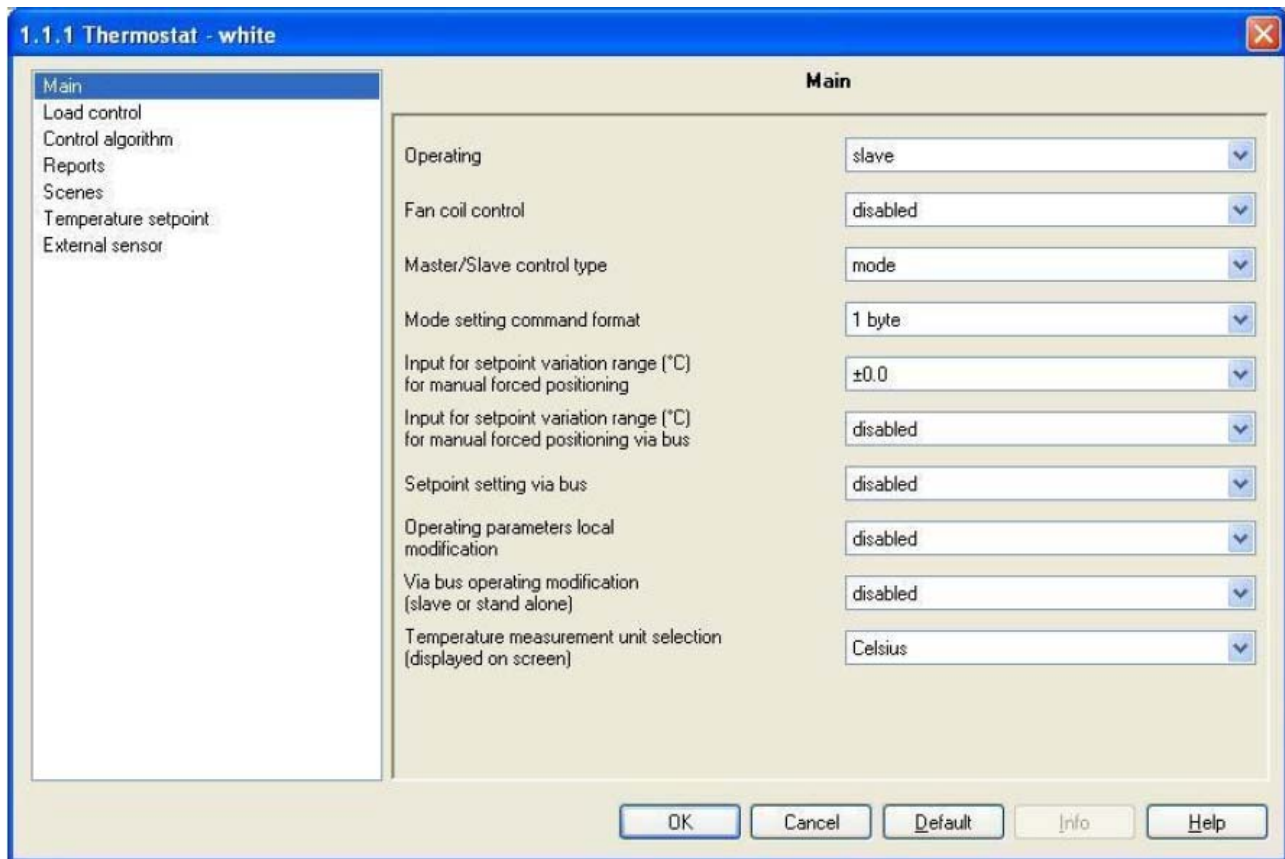 1.1.1 Thermostat - white
Main
Load control
Control algorithm
Reports
Scenes
Temperature setpoint
External sensor
Main
Operating
slave
Fan coil control
disabled
Master/Slave control type
mode
Mode setting command format
1 byte
Input for setpoint variation range (°C)
for manual forced positioning
±0.0
Input for setpoint variation range (°C)
for manual forced positioning via bus
disabled
Setpoint setting via bus
disabled
Operating parameters local
modification
disabled
Via bus operating modification
(slave or stand alone)
disabled
Temperature measurement unit selection
(displayed on screen)
Celsius
OK
Cancel
Default
Info
Help